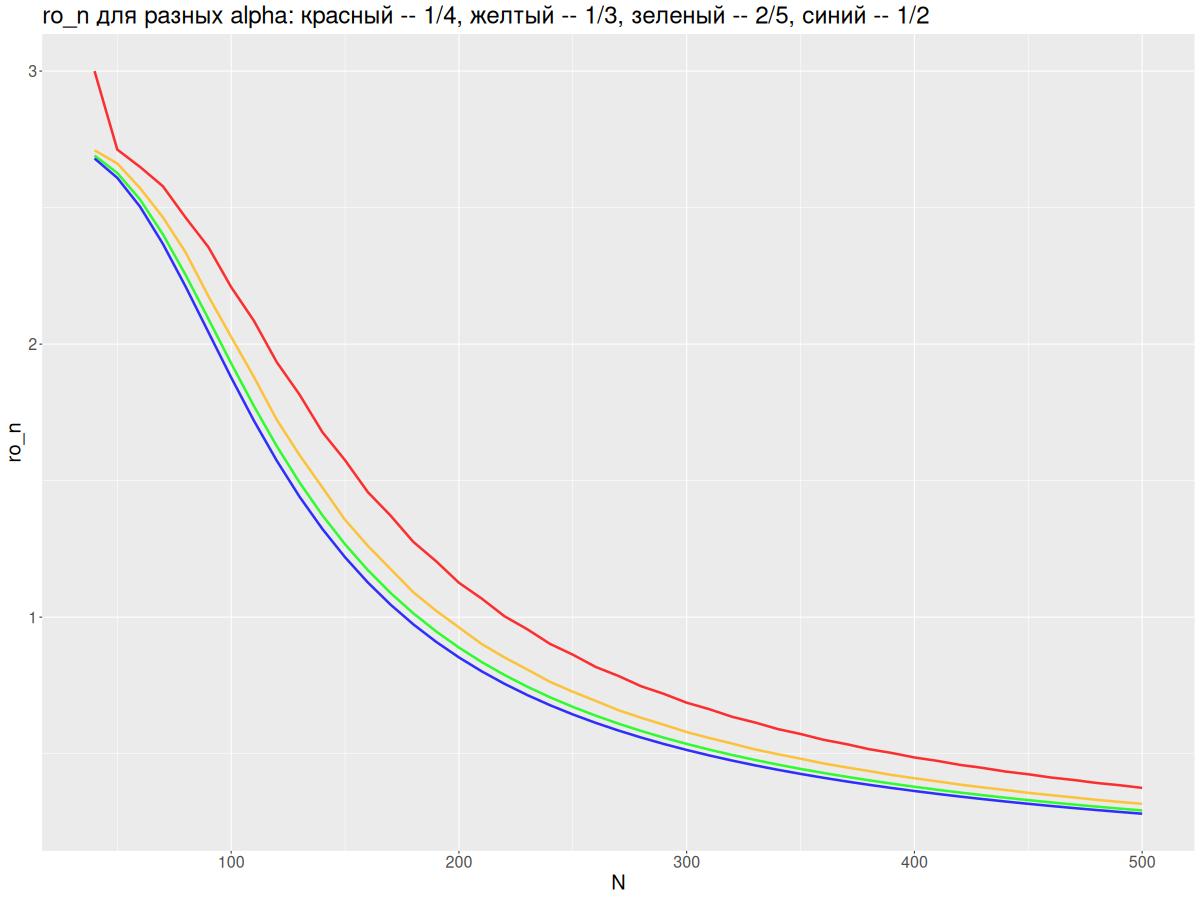 ro_n для разных alpha: красный -- 1/4, желтый -- 1/3, зеленый -- 2/5, синий -- 1/2
3
2
1
ro_n
100 200 300 400 500
N